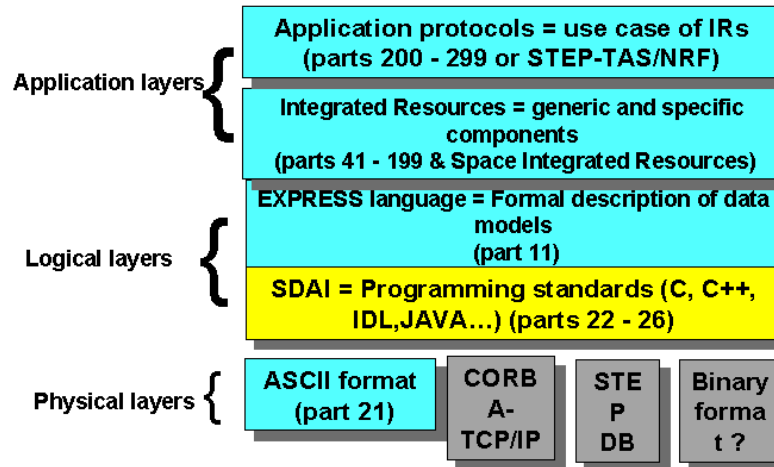 Application protocols = use case of IRs
(parts 200 - 299 or STEP-TAS/NRF)
Application layers
Integrated Resources = generic and specific
components
(parts 41 - 199 & Space Integrated Resources)
EXPRESS language = Formal description of data
models
(part 11)
Logical layers
SDAI = Programming standards (C, C++,
IDL,JAVA...) (parts 22 - 26)
Physical layers
ASCII format
(part 21)
CORB
A-
TCP/IP
STE
P
DB
Binary
forma
t ?